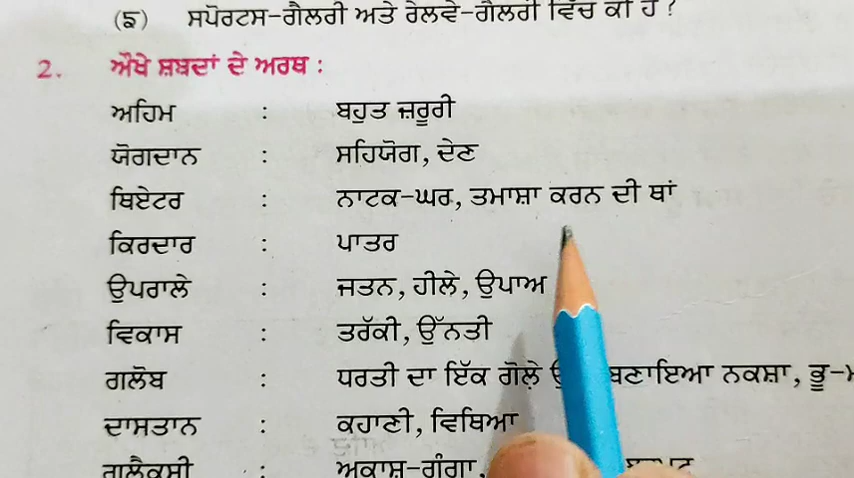 (ਙ) ਸਪੋਰਟਸ-ਗੈਲਰੀ ਅਤੇ ਰੇਲਵੇ-ਗੈਲਰੀ ਵਿੱਚ ਕੀ ਹੈ ?
2. ਔਖੇ ਸ਼ਬਦਾਂ ਦੇ ਅਰਥ :
ਅਹਿਮ : ਬਹੁਤ ਜ਼ਰੂਰੀ
ਯੋਗਦਾਨ : ਸਹਿਯੋਗ, ਦੇਣ
ਥਿਏਟਰ : ਨਾਟਕ-ਘਰ, ਤਮਾਸ਼ਾ ਕਰਨ ਦੀ ਥਾਂ
ਕਿਰਦਾਰ : ਪਾਤਰ
ਉਪਰਾਲੇ : ਜਤਨ, ਹੀਲੇ, ਉਪਾਅ
ਵਿਕਾਸ : ਤਰੱਕੀ, ਉੱਨਤੀ
ਗਲੋਬ : ਧਰਤੀ ਦਾ ਇੱਕ ਗੋਲ਼ੇ ਬਣਾਇਆ ਨਕਸ਼ਾ,
ਦਾਸਤਾਨ : ਕਹਾਣੀ, ਵਿਥਿਆ
ਗਲੈਕਸੀ : ਅਕਾਸ਼-ਗੰਗਾ,